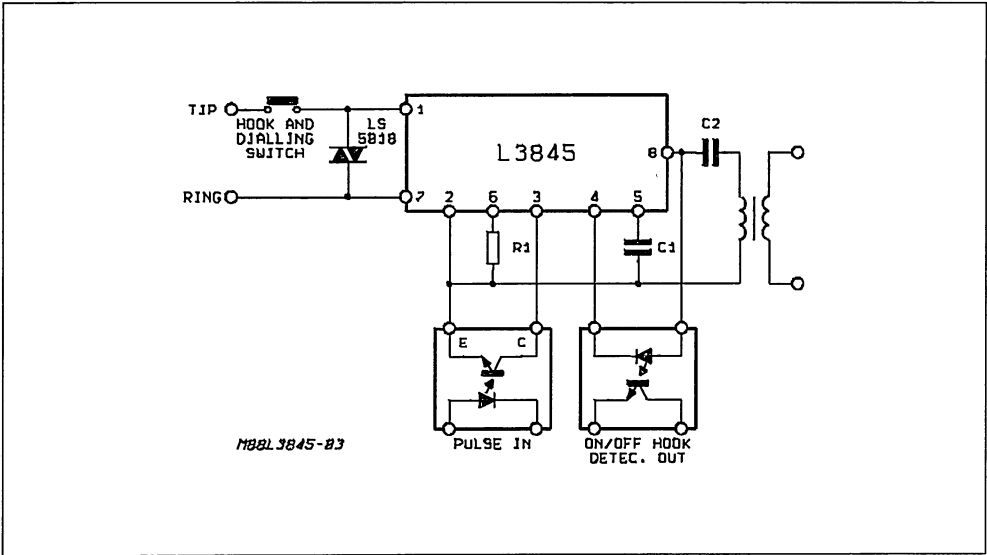 TIP
HOOK AND
DIALLING
SWITCH
LS
5018
RING
1
7
L3845
8
2
6
3
4
5
C2
R1
C1
E
C
PULSE IN
ON/OFF HOOK
DETEC. OUT
M88L3845-03